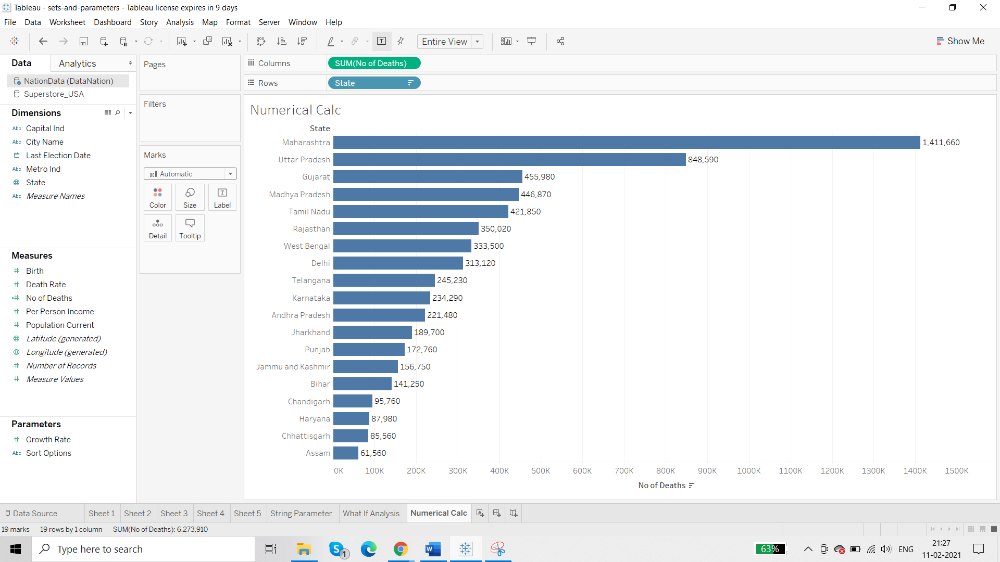 Tableau - sets-and-parameters - Tableau license expires in 9 days
File Data Worksheet Dashboard Story Analysis Map Format Server Window Help
Entire View
Show Me
Data Analytics
NationData (DataNation)
Superstore_USA
Dimensions
Abc Capital Ind
Abc City Name
Last Election Date
Abc Metro Ind
State
Abc Measure Names
Measures
Birth
Death Rate
No of Deaths
Per Person Income
Population Current
Latitude (generated)
Longitude (generated)
Number of Records
Measure Values
Parameters
Growth Rate
Abc Sort Options
Pages
Filters
Marks
Automatic
Color Size Label
Detail Tooltip
Columns SUM(No of Deaths)
Rows State
Numerical Calc
State
Maharashtra 1,411,660
Uttar Pradesh 848,590
Gujarat 455,980
Madhya Pradesh 446,870
Tamil Nadu 421,850
Rajasthan 350,020
West Bengal 333,500
Delhi 313,120
Telangana 245,230
Karnataka 234,290
Andhra Pradesh 221,480
Jharkhand 189,700
Punjab 172,760
Jammu and Kashmir 156,750
Bihar 141,250
Chandigarh 95,760
Haryana 87,980
Chhattisgarh 85,560
Assam 61,560
0K 100K 200K 300K 400K 500K 600K 700K 800K 900K 1000K 1100K 1200K 1300K 1400K 1500K
No of Deaths
Data Source Sheet 1 Sheet 2 Sheet 3 Sheet 4 Sheet 5 String Parameter What If Analysis Numerical Calc
19 marks 19 rows by 1 column SUM(No of Deaths): 6,273,910
Type here to search
1
63%
ENG
21:27
11-02-2021